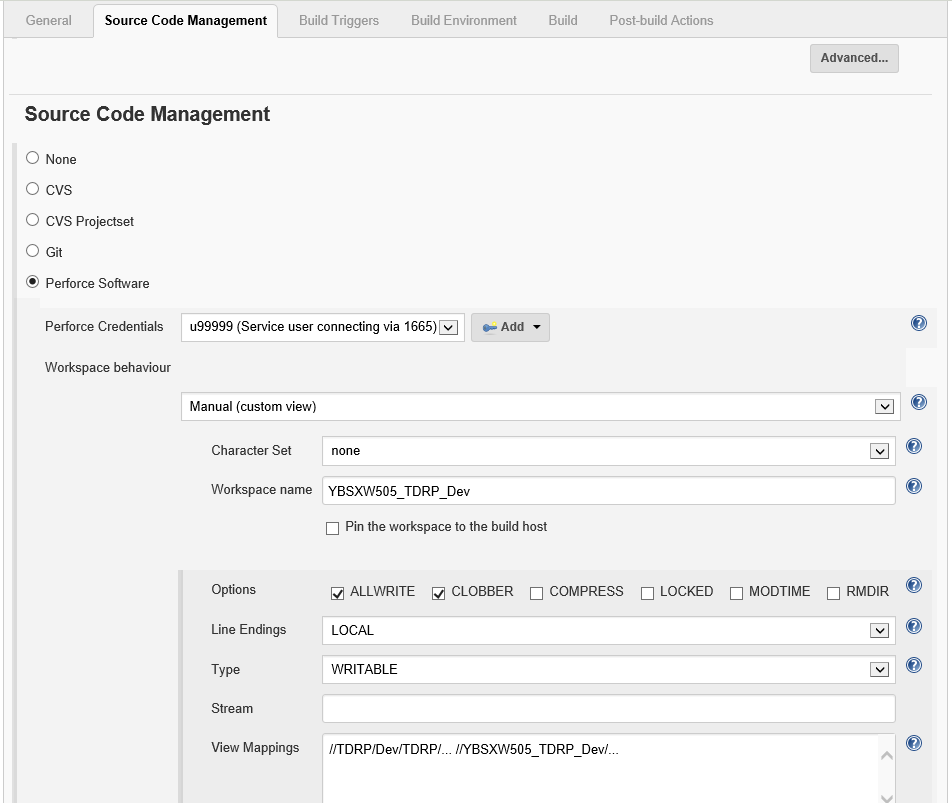 General Source Code Management Build Triggers Build Environment Build Post-build Actions
Advanced...
Source Code Management
None
CVS
CVS Projectset
Git
Perforce Software
Perforce Credentials u99999 (Service user connecting via 1665) Add ?
Workspace behaviour
Manual (custom view) ?
Character Set none ?
Workspace name YBSXW505_TDRP_Dev ?
Pin the workspace to the build host
Options ALLWRITE CLOBBER COMPRESS LOCKED MODTIME RMDIR ?
Line Endings LOCAL ?
Type WRITABLE ?
Stream
View Mappings //TDRP/Dev/TDRP/... //YBSXW505_TDRP_Dev/... ?